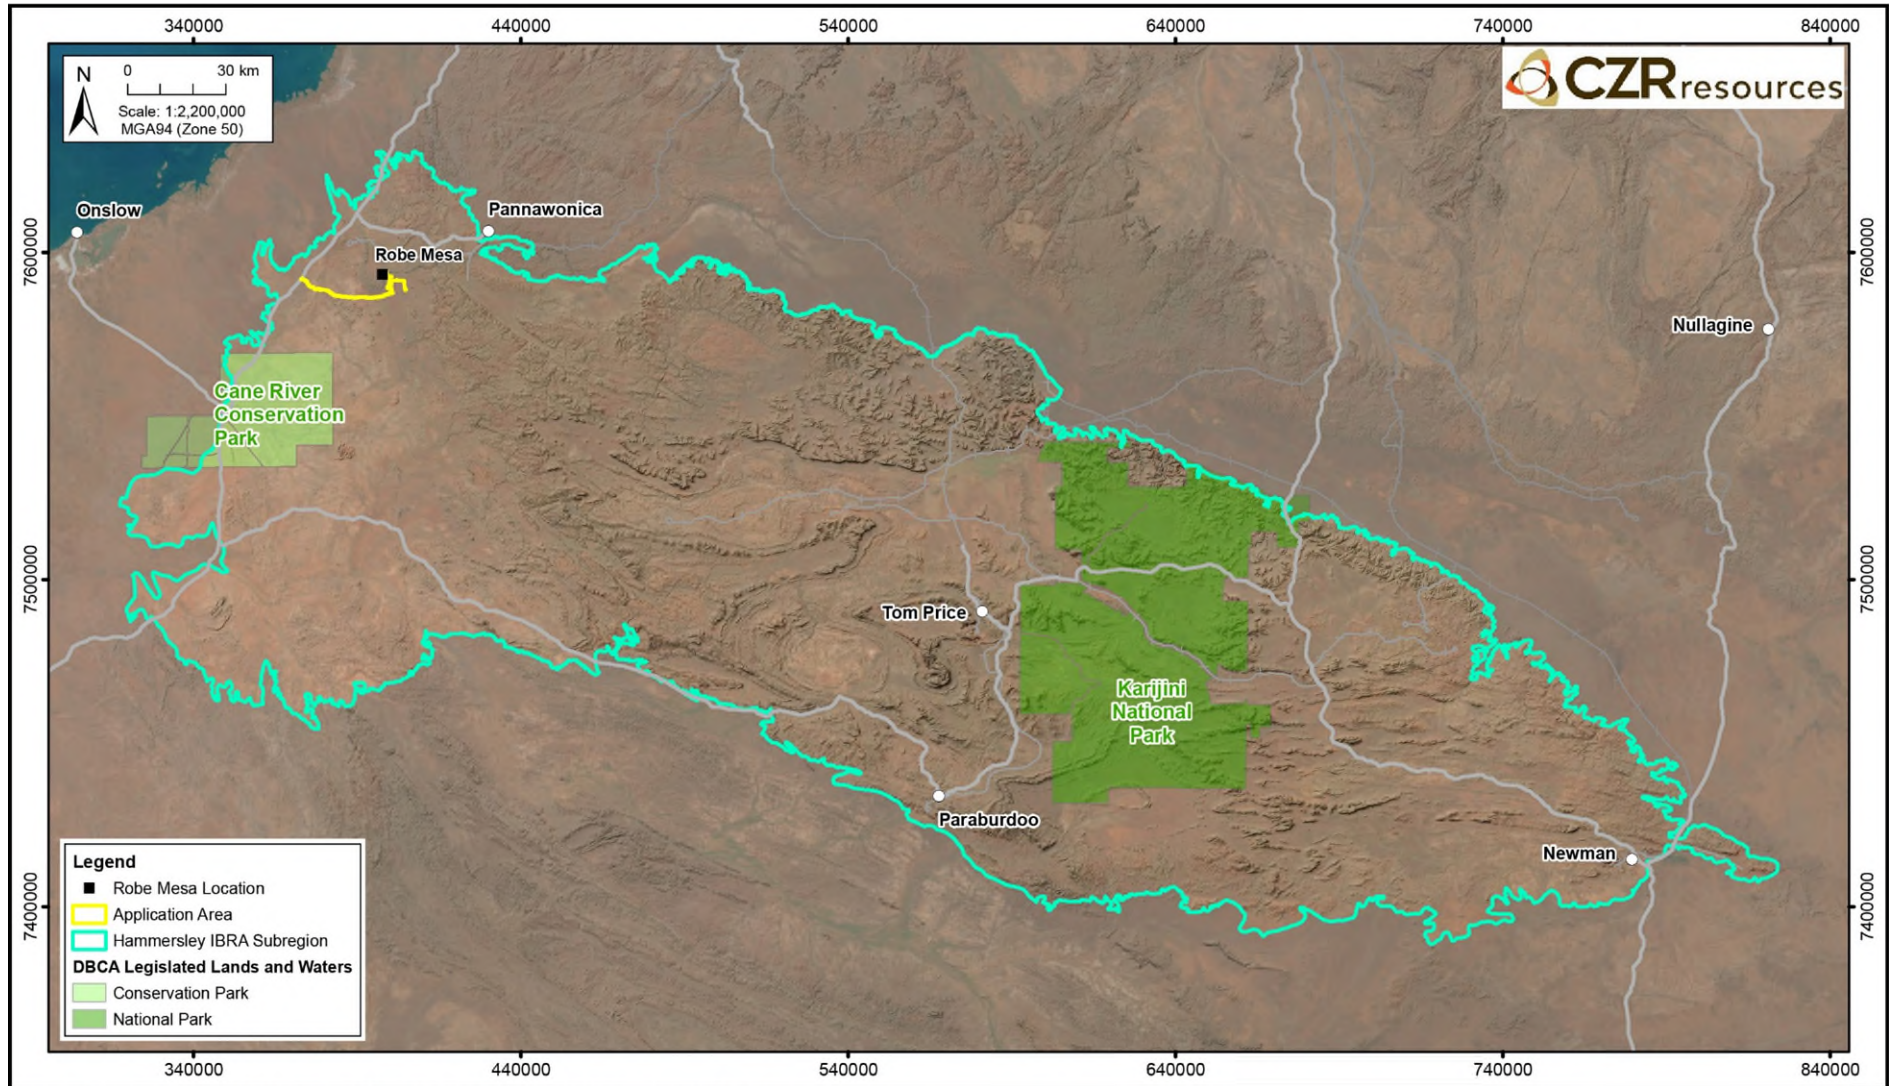 340000
440000
540000
640000
740000
840000
N
0 30 km
Scale: 1:2,200,000
MGA94 (Zone 50)
CZR resources
Onslow
Pannawonica
Robe Mesa
7600000
7600000
Nullagine
Cane River
Conservation
Park
7500000
7500000
Tom Price
Karijini
National
Park
Paraburdoo
Newman
7400000
7400000
Legend
Robe Mesa Location
Application Area
Hammersley IBRA Subregion
DBCA Legislated Lands and Waters
Conservation Park
National Park
340000
440000
540000
640000
740000
840000